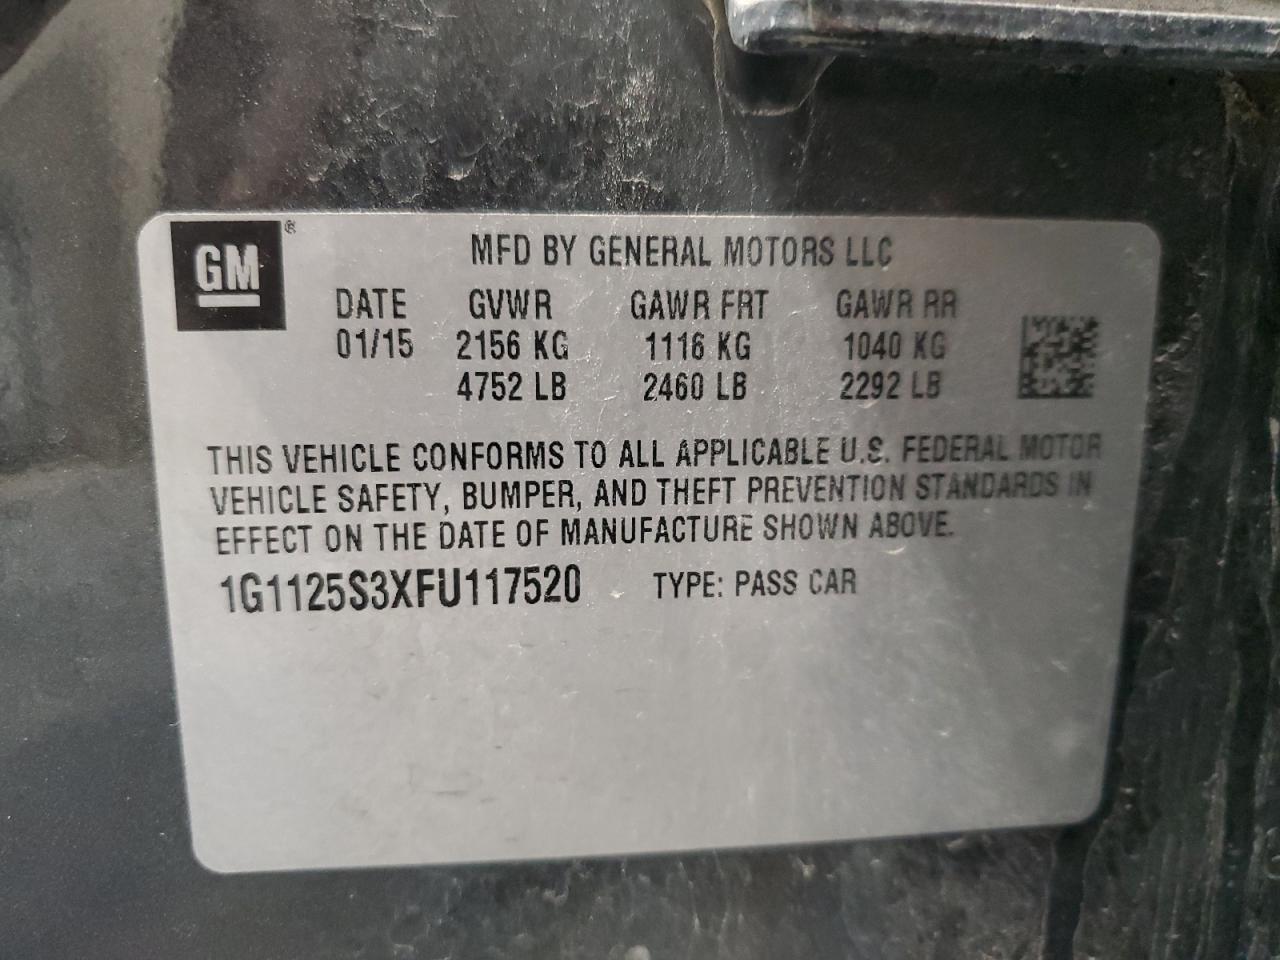 GM®
MFD BY GENERAL MOTORS LLC
DATE GVWR GAWR FRT GAWR RR
01/15 2156 KG 1116 KG 1040 KG
4752 LB 2460 LB 2292 LB
THIS VEHICLE CONFORMS TO ALL APPLICABLE U.S. FEDERAL MOTOR
VEHICLE SAFETY, BUMPER, AND THEFT PREVENTION STANDARDS IN
EFFECT ON THE DATE OF MANUFACTURE SHOWN ABOVE.
1G1125S3XFU117520 TYPE: PASS CAR